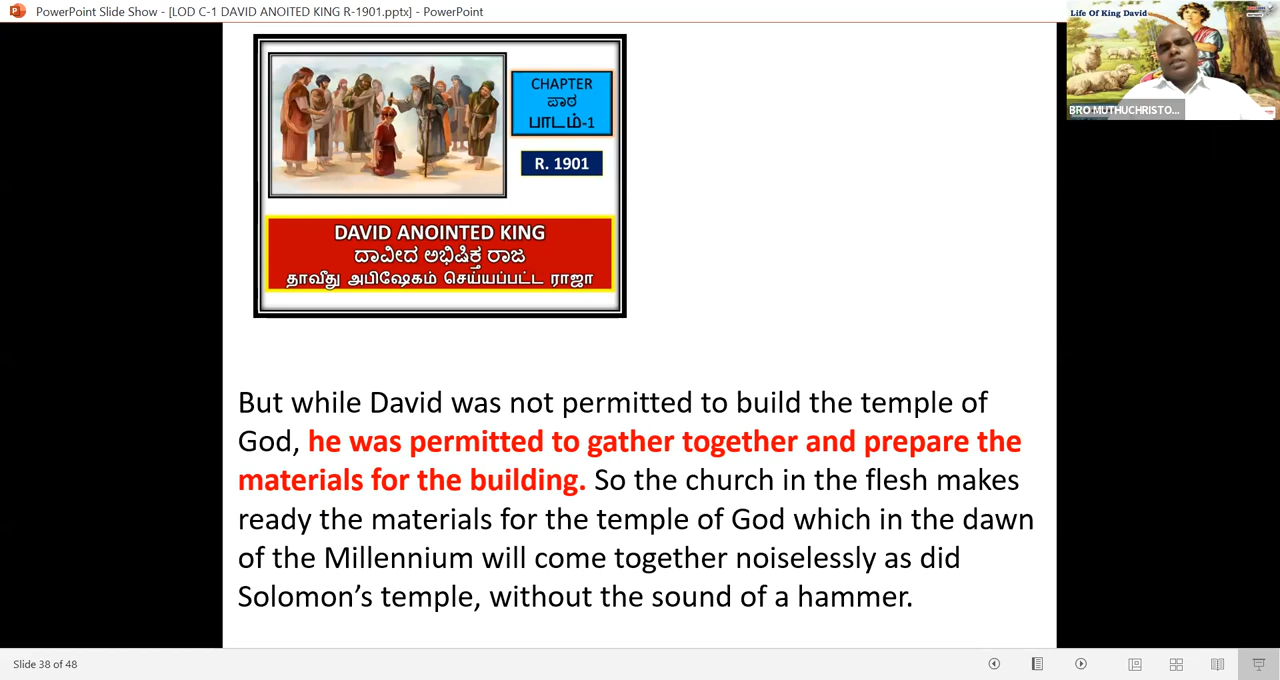 PowerPoint Slide Show - [LOD C-1 DAVID ANOITED KING R-1901.pptx] - PowerPoint
Life Of King David
BRO MUTHUCHRISTO...
CHAPTER
ಪಾಠ
பாடம்-1
R. 1901
DAVID ANOINTED KING
ದಾವೀದ ಅಭಿಷಿಕ್ತ ರಾಜ
தாவீது அபிஷேகம் செய்யப்பட்ட ராஜா
But while David was not permitted to build the temple of
God, he was permitted to gather together and prepare the
materials for the building. So the church in the flesh makes
ready the materials for the temple of God which in the dawn
of the Millennium will come together noiselessly as did
Solomon’s temple, without the sound of a hammer.
Slide 38 of 48